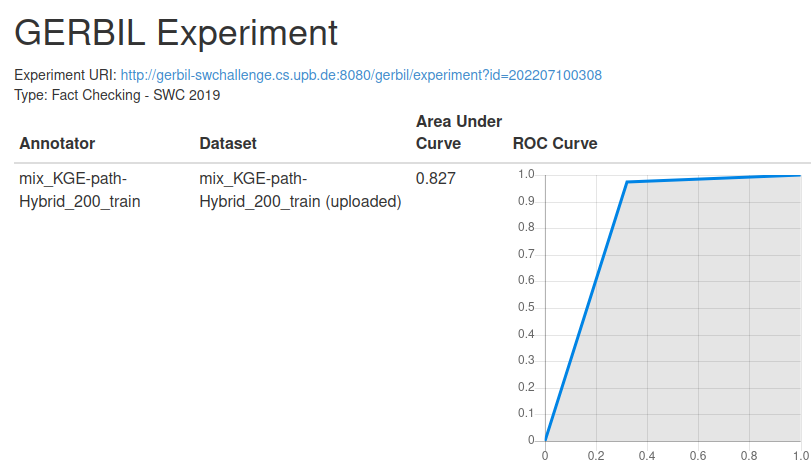 GERBIL Experiment
Experiment URI: http://gerbil-swchallenge.cs.upb.de:8080/gerbil/experiment?id=202207100308
Type: Fact Checking - SWC 2019
Annotator Dataset Area Under Curve ROC Curve
mix_KGE-path- mix_KGE-path- 0.827
Hybrid_200_train Hybrid_200_train (uploaded)
1.0
0.9
0.8
0.7
0.6
0.5
0.4
0.3
0.2
0.1
0
0 0.2 0.4 0.6 0.8 1.0